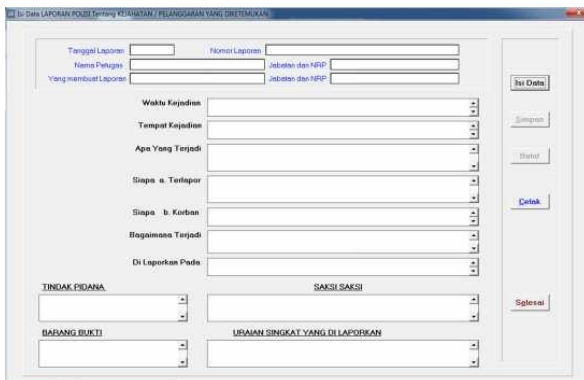 Isi Data LAPORAN POLISI Tentang KEJAHATAN / PELANGGARAN YANG DIKETEMUKAN
Tanggal Laporan Nomor Laporan
Nama Petugas Jabatan dan NRP
Yang membuat Laporan Jabatan dan NRP
Isi Data
Waktu Kejadian
Tempat Kejadian
Simpan
Apa Yang Terjadi
Batal
Siapa a. Terlapor
Cetak
Siapa b. Korban
Bagaimana Terjadi
Di Laporkan Pada
TINDAK PIDANA SAKSI SAKSI
Selesai
BARANG BUKTI URAIAN SINGKAT YANG DI LAPORKAN